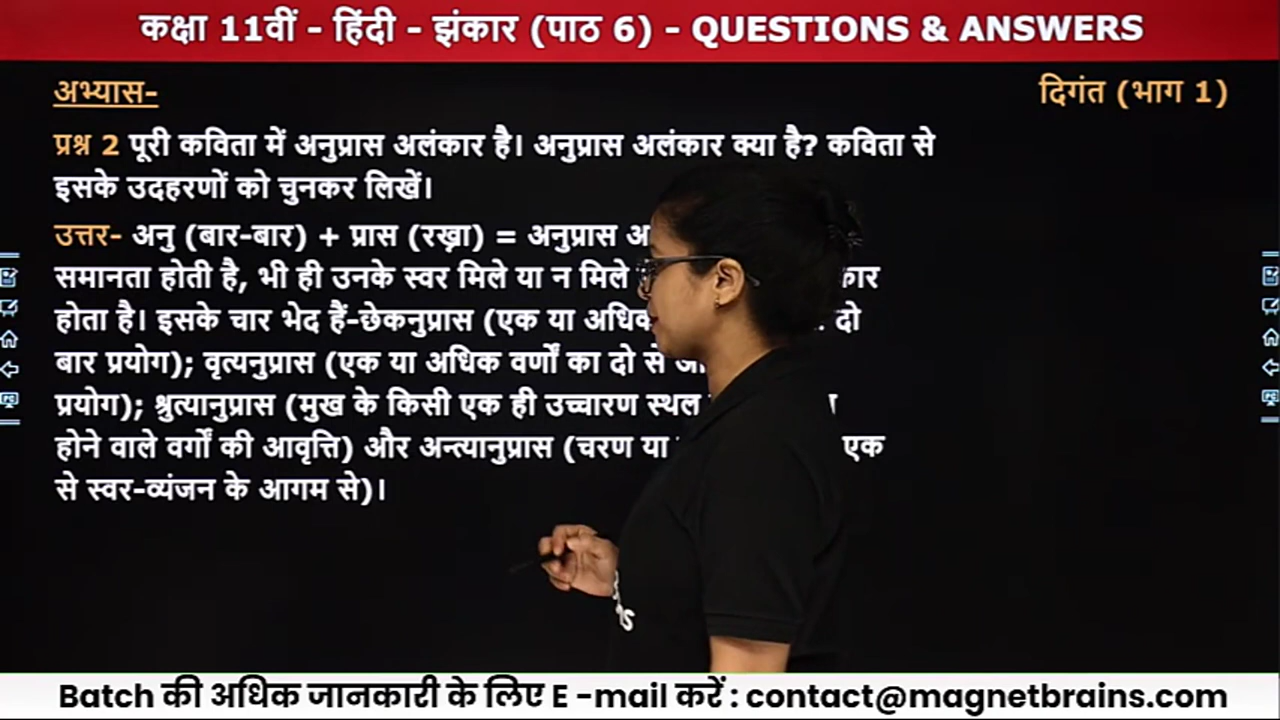 कक्षा 11वीं - हिंदी - झंकार (पाठ 6) - QUESTIONS & ANSWERS
अभ्यास-
दिगंत (भाग 1)
प्रश्न 2 पूरी कविता में अनुप्रास अलंकार है। अनुप्रास अलंकार क्या है? कविता से
इसके उदहरणों को चुनकर लिखें।
उत्तर- अनु (बार-बार) + प्रास (रख्ना) = अनुप्रास
समानता होती है, भी ही उनके स्वर मिले या न मिले
होता है। इसके चार भेद हैं-छेकनुप्रास (एक या दो
बार प्रयोग); वृत्यनुप्रास (एक या अधिक वर्णों का दो से
प्रयोग); श्रुत्यानुप्रास (मुख के किसी एक ही उच्चारण स्थल
होने वाले वर्गों की आवृत्ति) और अन्त्यानुप्रास (चरण या एक
से स्वर-व्यंजन के आगम से)।
Batch की अधिक जानकारी के लिए E -mail करें : contact@magnetbrains.com